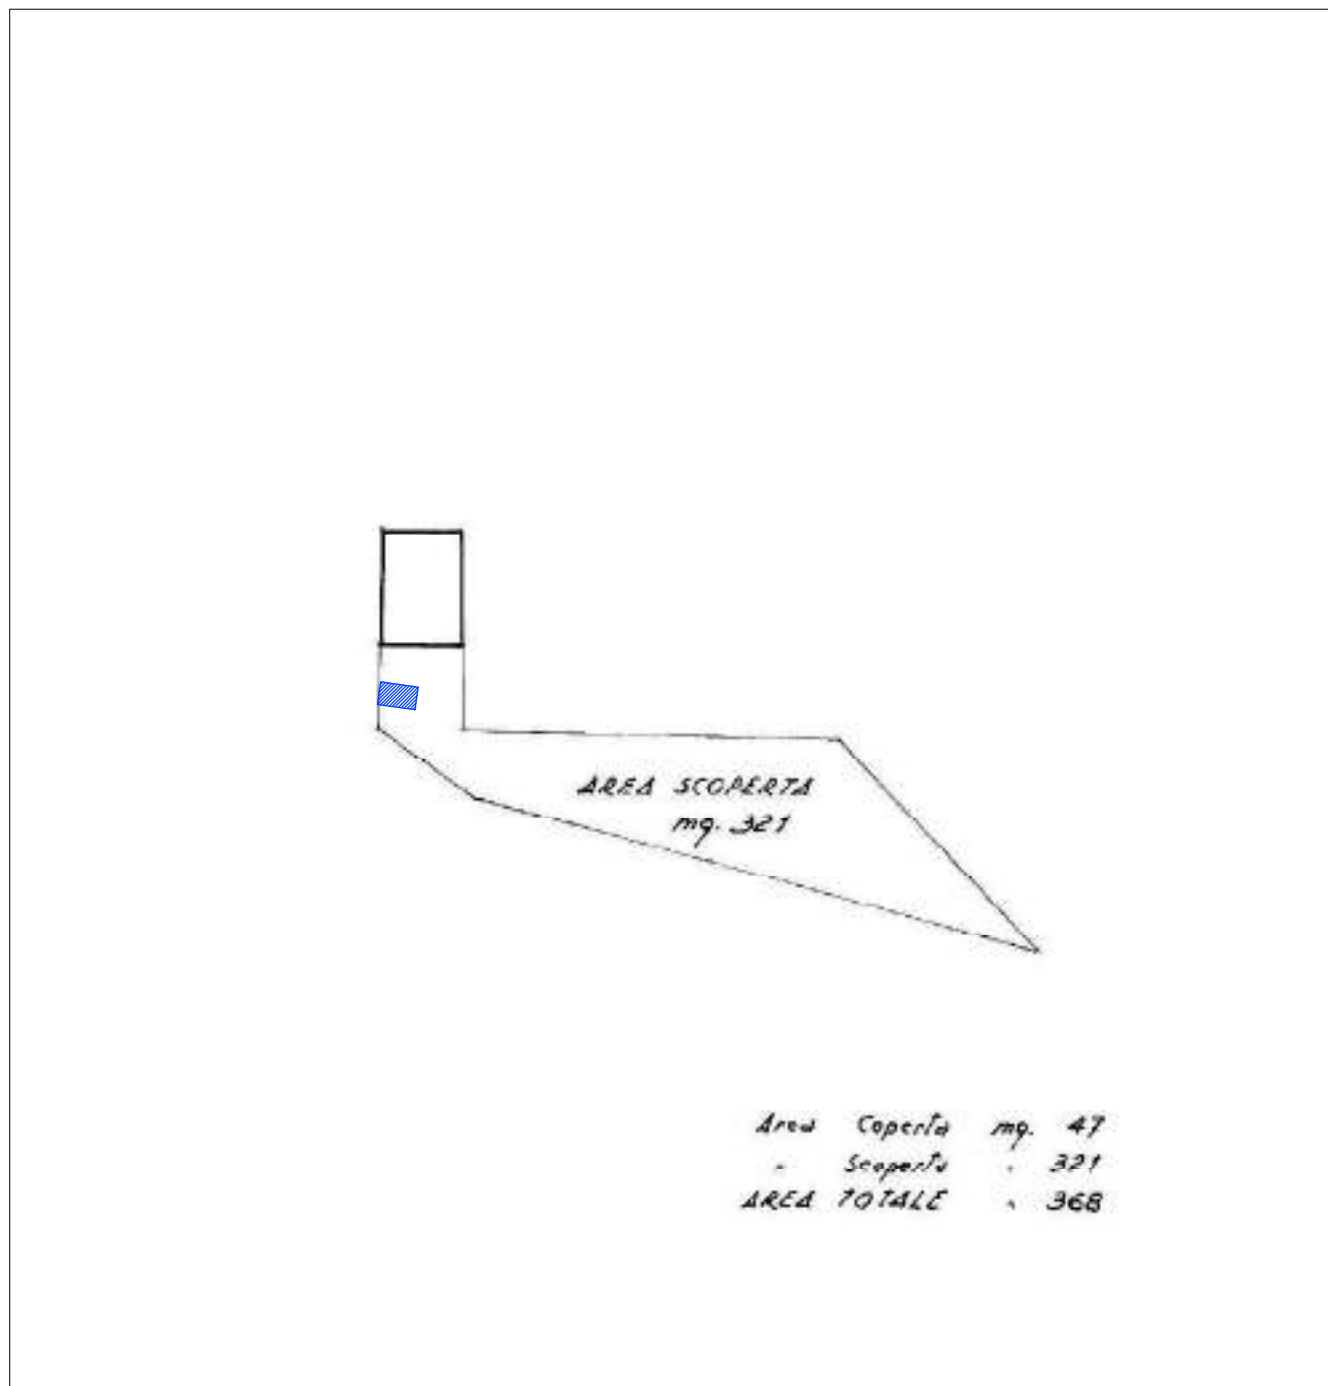 AREA SCOPERTA
mq. 321
Area Coperta mq. 47
" Scoperta " 321
AREA TOTALE " 368